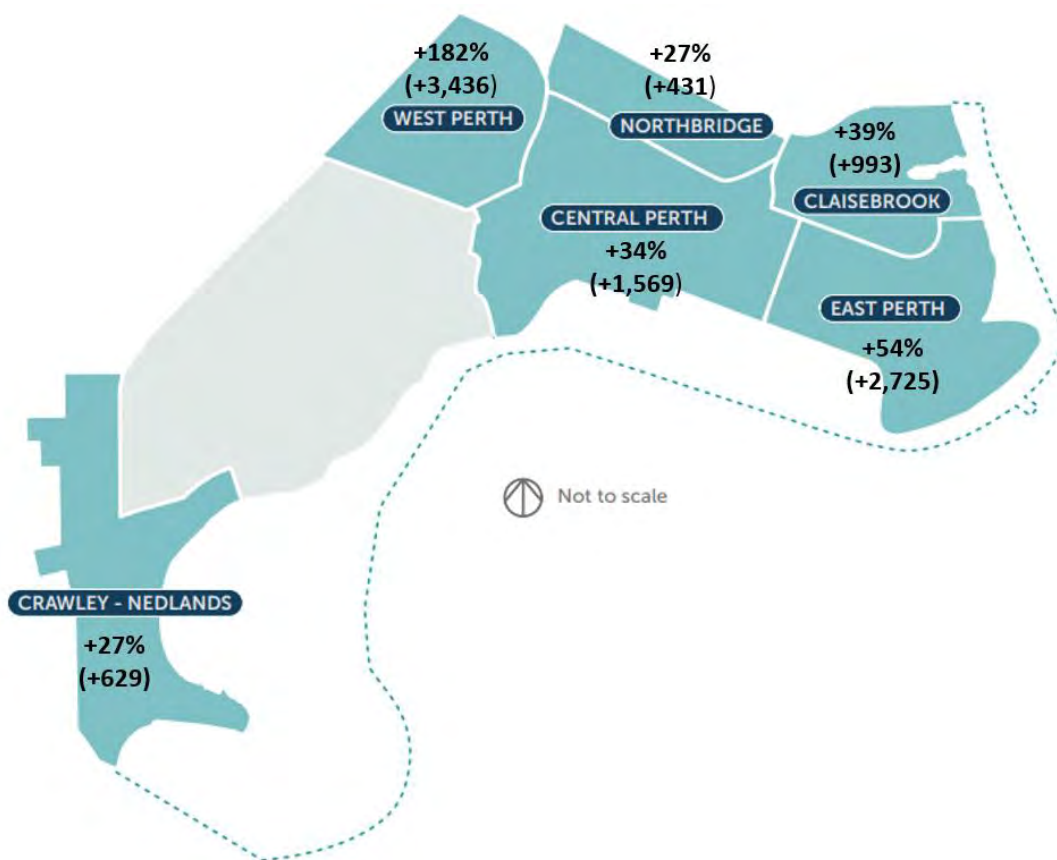 +182%
(+3,436)
WEST PERTH
+27%
(+431)
NORTHBRIDGE
+39%
(+993)
CLAISEBROOK
CENTRAL PERTH
+34%
(+1,569)
EAST PERTH
+54%
(+2,725)
Not to scale
CRAWLEY - NEDLANDS
+27%
(+629)